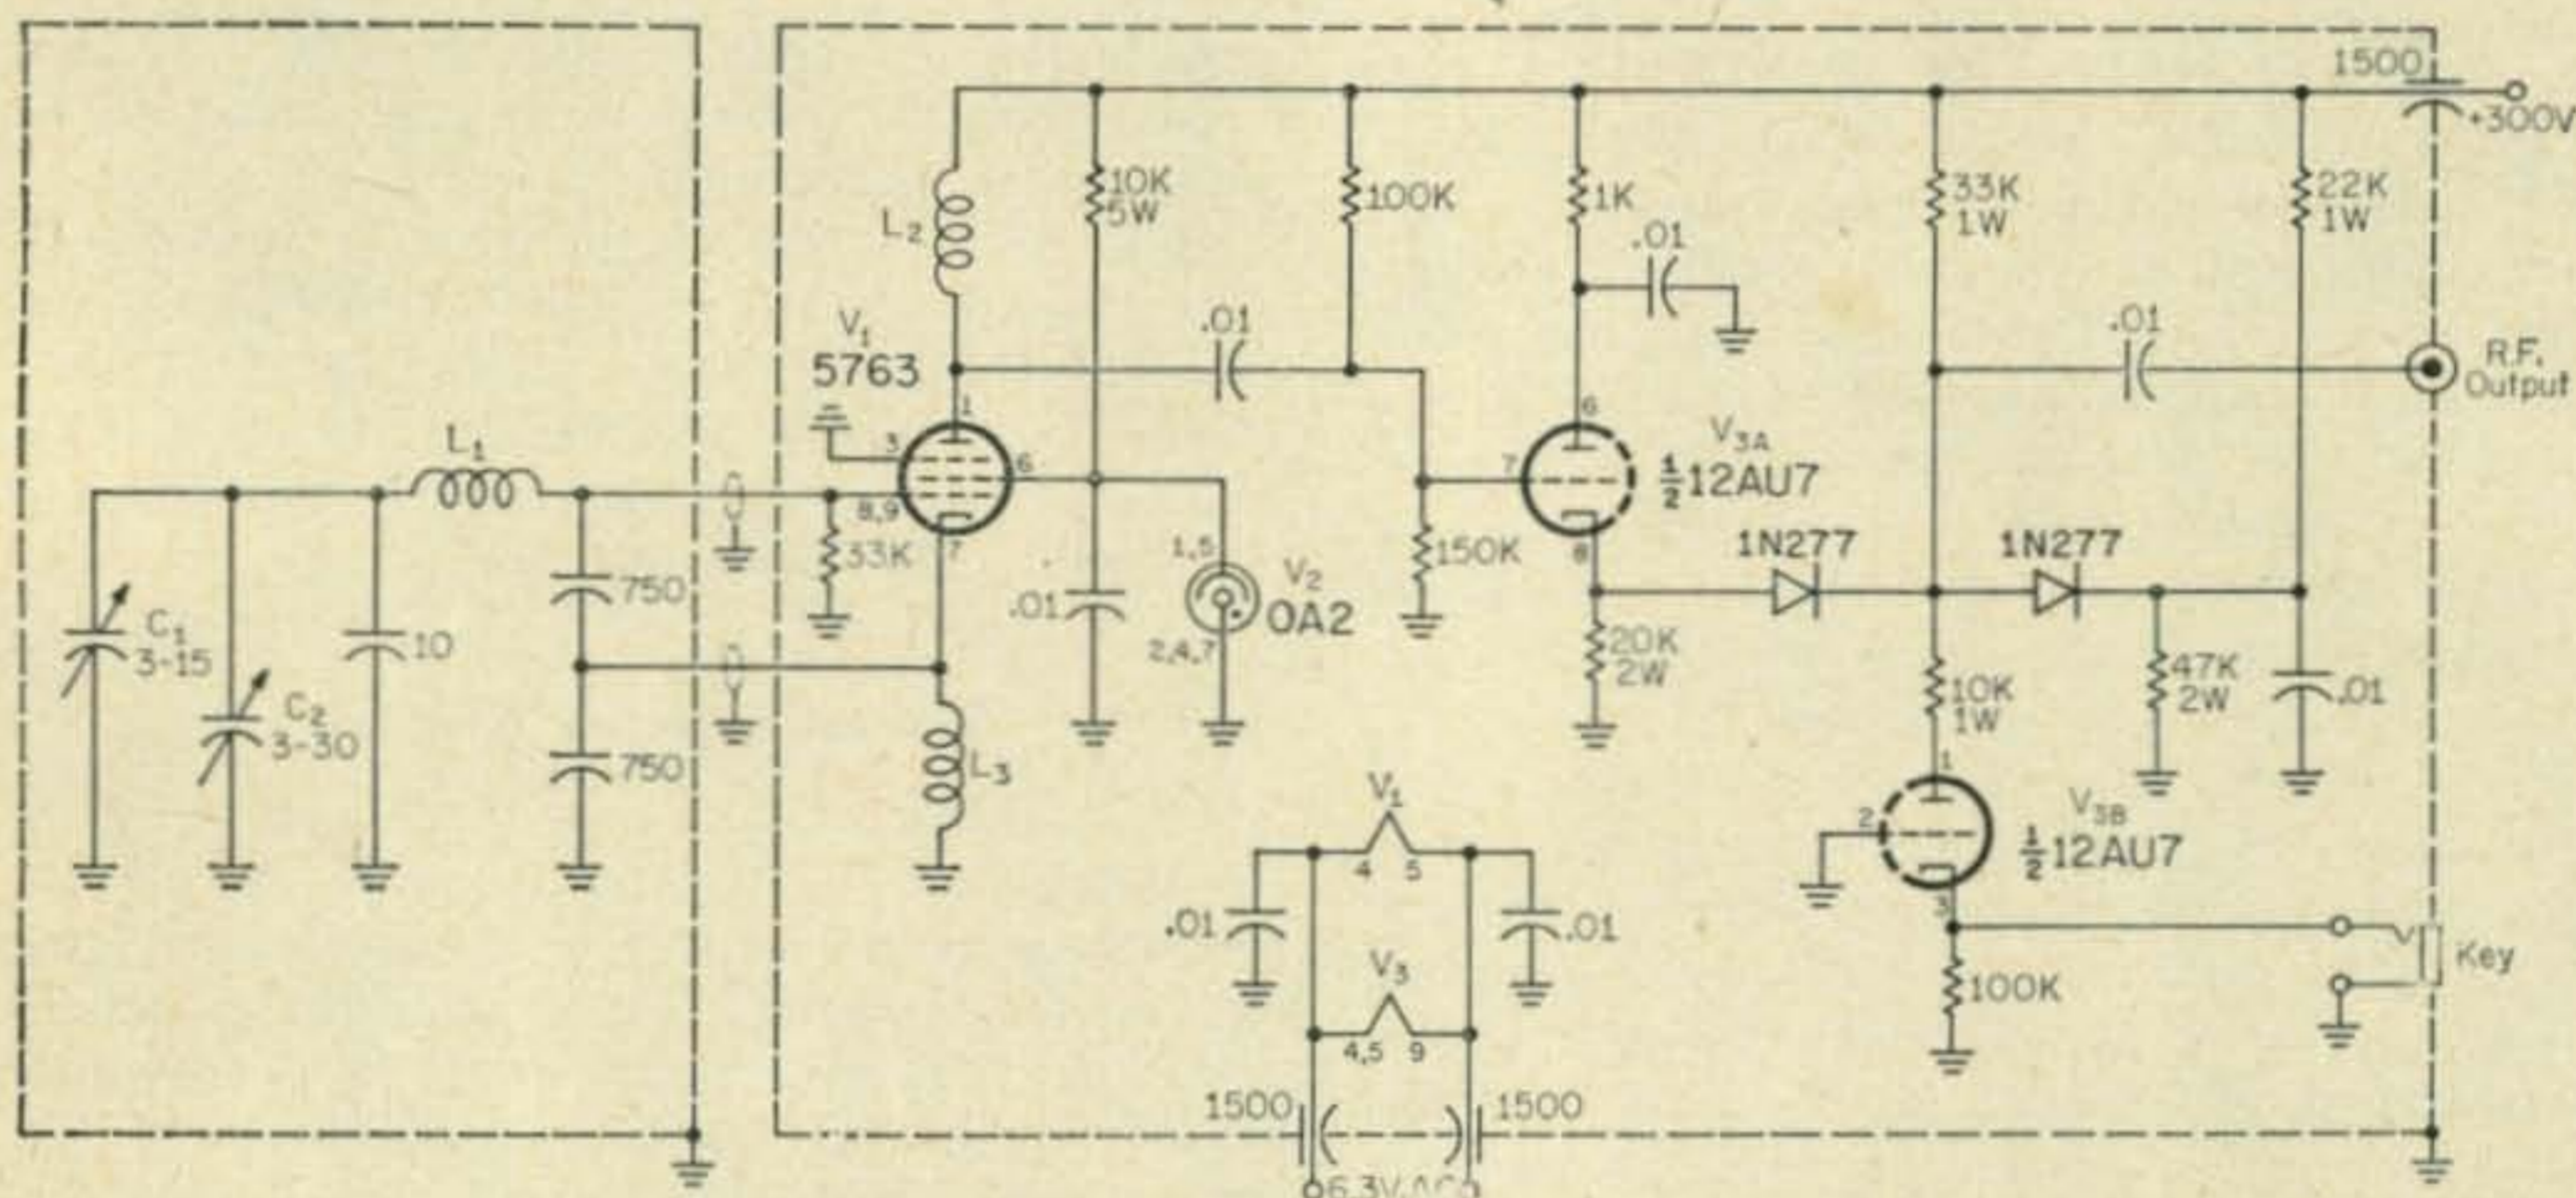 1500
+300V
10K
5W
100K
1K
33K
1W
22K
1W
L2
.01
.01
.01
V1
5763
R.F.
Output
1
3
6
8,9
7
L1
33K
6
7
8
V3A
½12AU7
1N277
1N277
1,5
V2
OA2
2,4,7
.01
150K
750
C1
3-15
10
C2
3-30
750
20K
2W
10K
1W
47K
2W
.01
L3
V1
4 5
.01
.01
V3
4,5 9
1
2
3
V3B
½12AU7
Key
100K
1500
1500
6.3V.AC